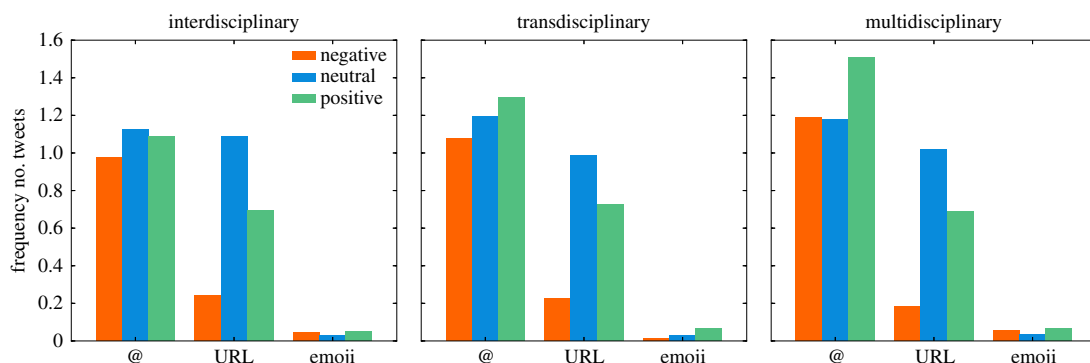 interdisciplinary transdisciplinary multidisciplinary
1.6
1.4
1.2
1.0
0.8
0.6
0.4
0.2
0
frequency no. tweets
negative
neutral
positive
@ URL emoji @ URL emoji @ URL emoji